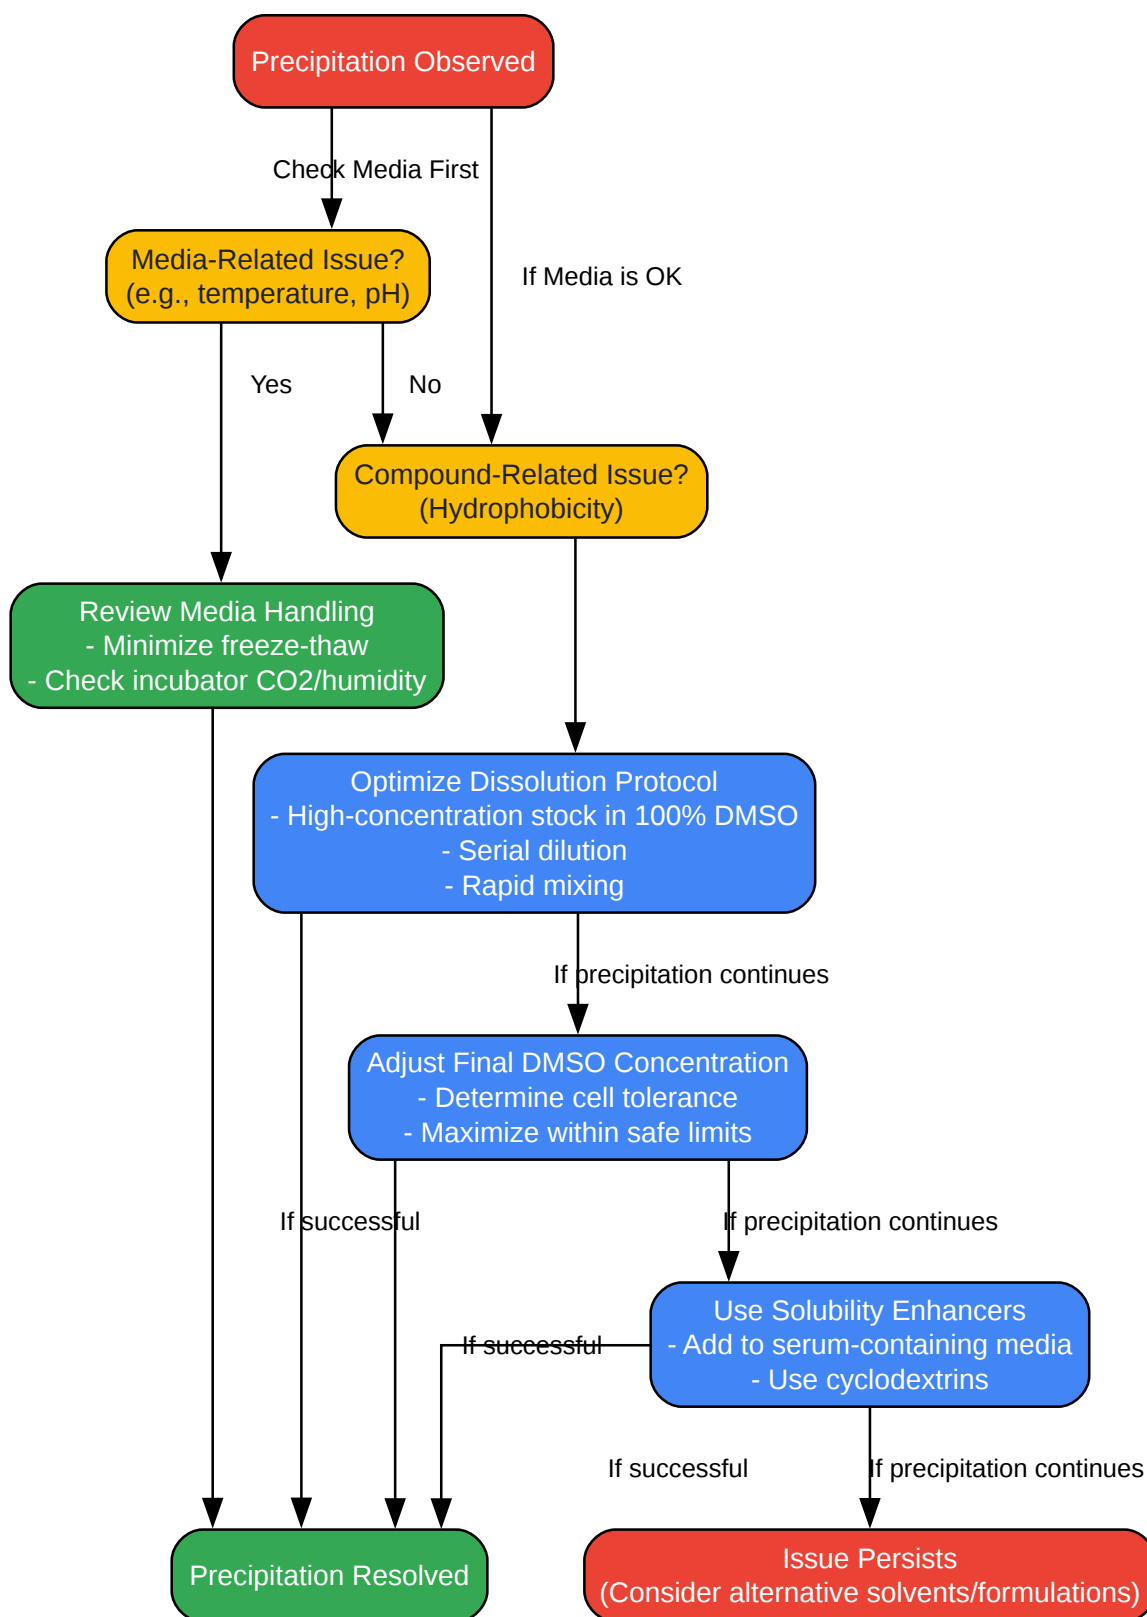 Precipitation Observed
Check Media First
Media-Related Issue?
(e.g., temperature, pH)
If Media is OK
Yes
No
Compound-Related Issue?
(Hydrophobicity)
Review Media Handling
- Minimize freeze-thaw
- Check incubator CO2/humidity
Optimize Dissolution Protocol
- High-concentration stock in 100% DMSO
- Serial dilution
- Rapid mixing
If precipitation continues
Adjust Final DMSO Concentration
- Determine cell tolerance
- Maximize within safe limits
If successful
If precipitation continues
Use Solubility Enhancers
- Add to serum-containing media
- Use cyclodextrins
If successful
If successful
If precipitation continues
Precipitation Resolved
Issue Persists
(Consider alternative solvents/formulations)